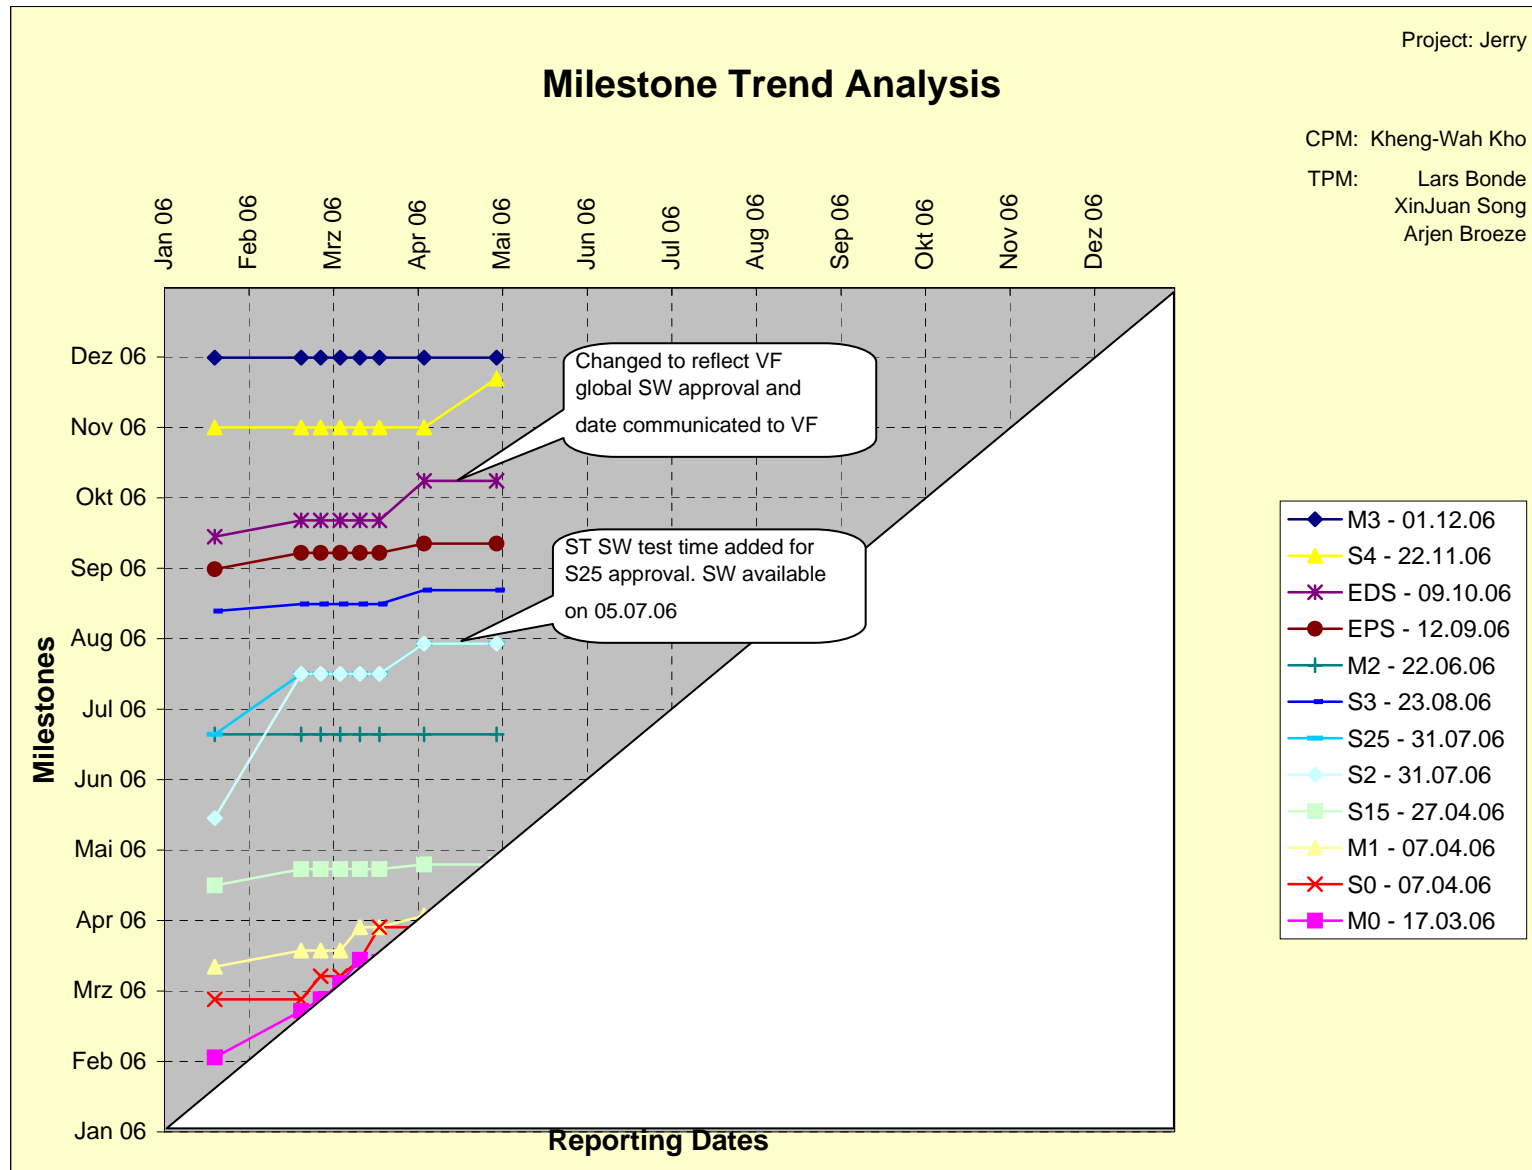 Project: Jerry
Milestone Trend Analysis
CPM: Kheng-Wah Kho
TPM: Lars Bonde
XinJuan Song
Arjen Broeze
Jan 06
Feb 06
Mrz 06
Apr 06
Mai 06
Jun 06
Jul 06
Aug 06
Sep 06
Okt 06
Nov 06
Dez 06
Milestones
Dez 06
Nov 06
Okt 06
Sep 06
Aug 06
Jul 06
Jun 06
Mai 06
Apr 06
Mrz 06
Feb 06
Jan 06
Changed to reflect VF
global SW approval and
date communicated to VF
ST SW test time added for
S25 approval. SW available
on 05.07.06
M3 - 01.12.06
S4 - 22.11.06
EDS - 09.10.06
EPS - 12.09.06
M2 - 22.06.06
S3 - 23.08.06
S25 - 31.07.06
S2 - 31.07.06
S15 - 27.04.06
M1 - 07.04.06
S0 - 07.04.06
M0 - 17.03.06
Reporting Dates